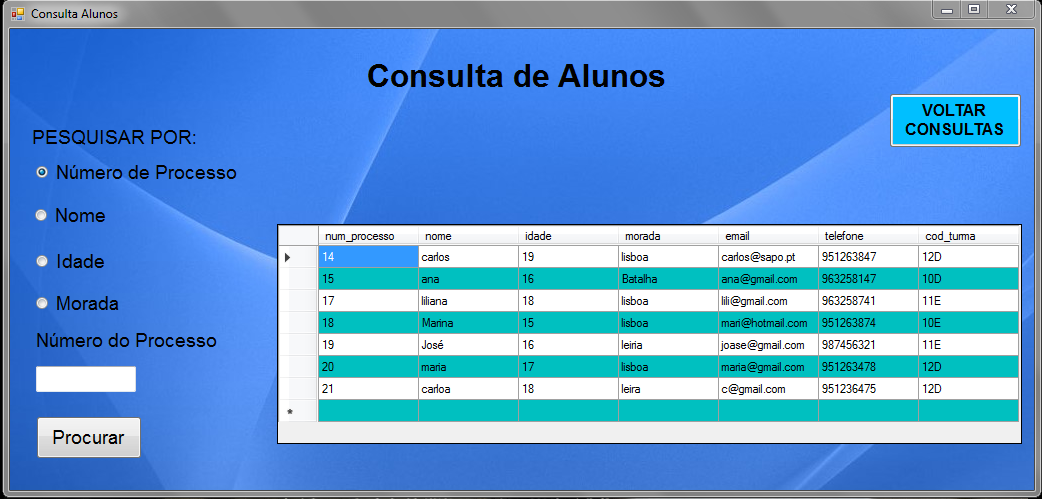 Consulta Alunos
Consulta de Alunos
VOLTAR
CONSULTAS
PESQUISAR POR:
Número de Processo
Nome
Idade
Morada
Número do Processo
Procurar
num_processo nome idade morada email telefone cod_turma
14 carlos 19 lisboa carlos@sapo.pt 951263847 12D
15 ana 16 Batalha ana@gmail.com 963258147 10D
17 liliana 18 lisboa lili@gmail.com 963258741 11E
18 Marina 15 lisboa mari@hotmail.com 951263874 10E
19 José 16 leiria joase@gmail.com 987456321 11E
20 maria 17 lisboa maria@gmail.com 951263478 12D
21 carloa 18 leira c@gmail.com 951236475 12D